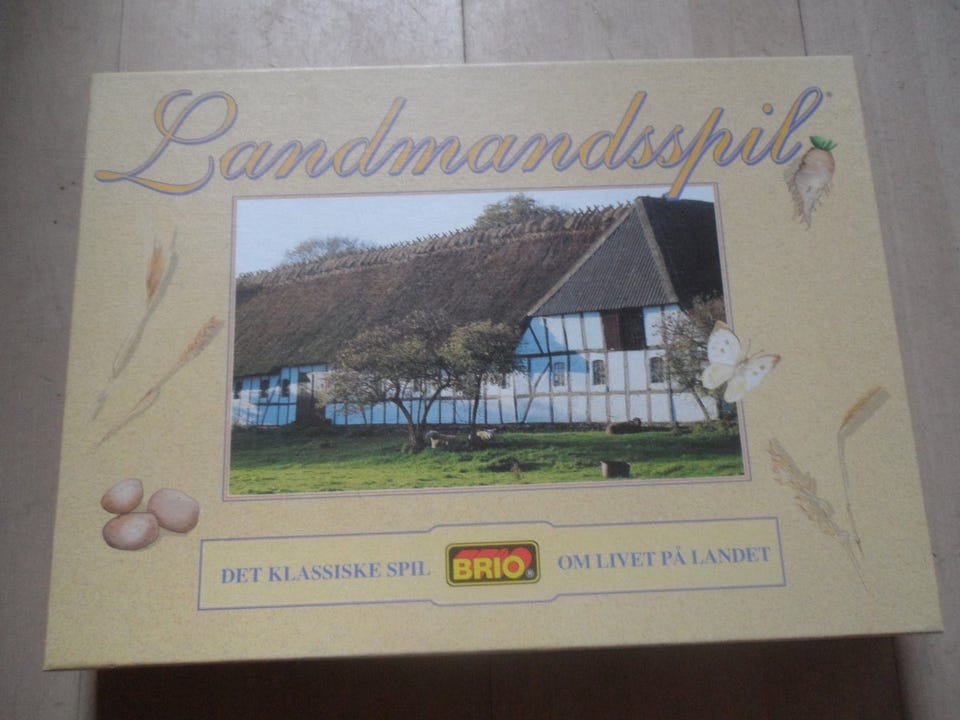 Landmandsspil
DET KLASSISKE SPIL BRIO® OM LIVET PÅ LANDET